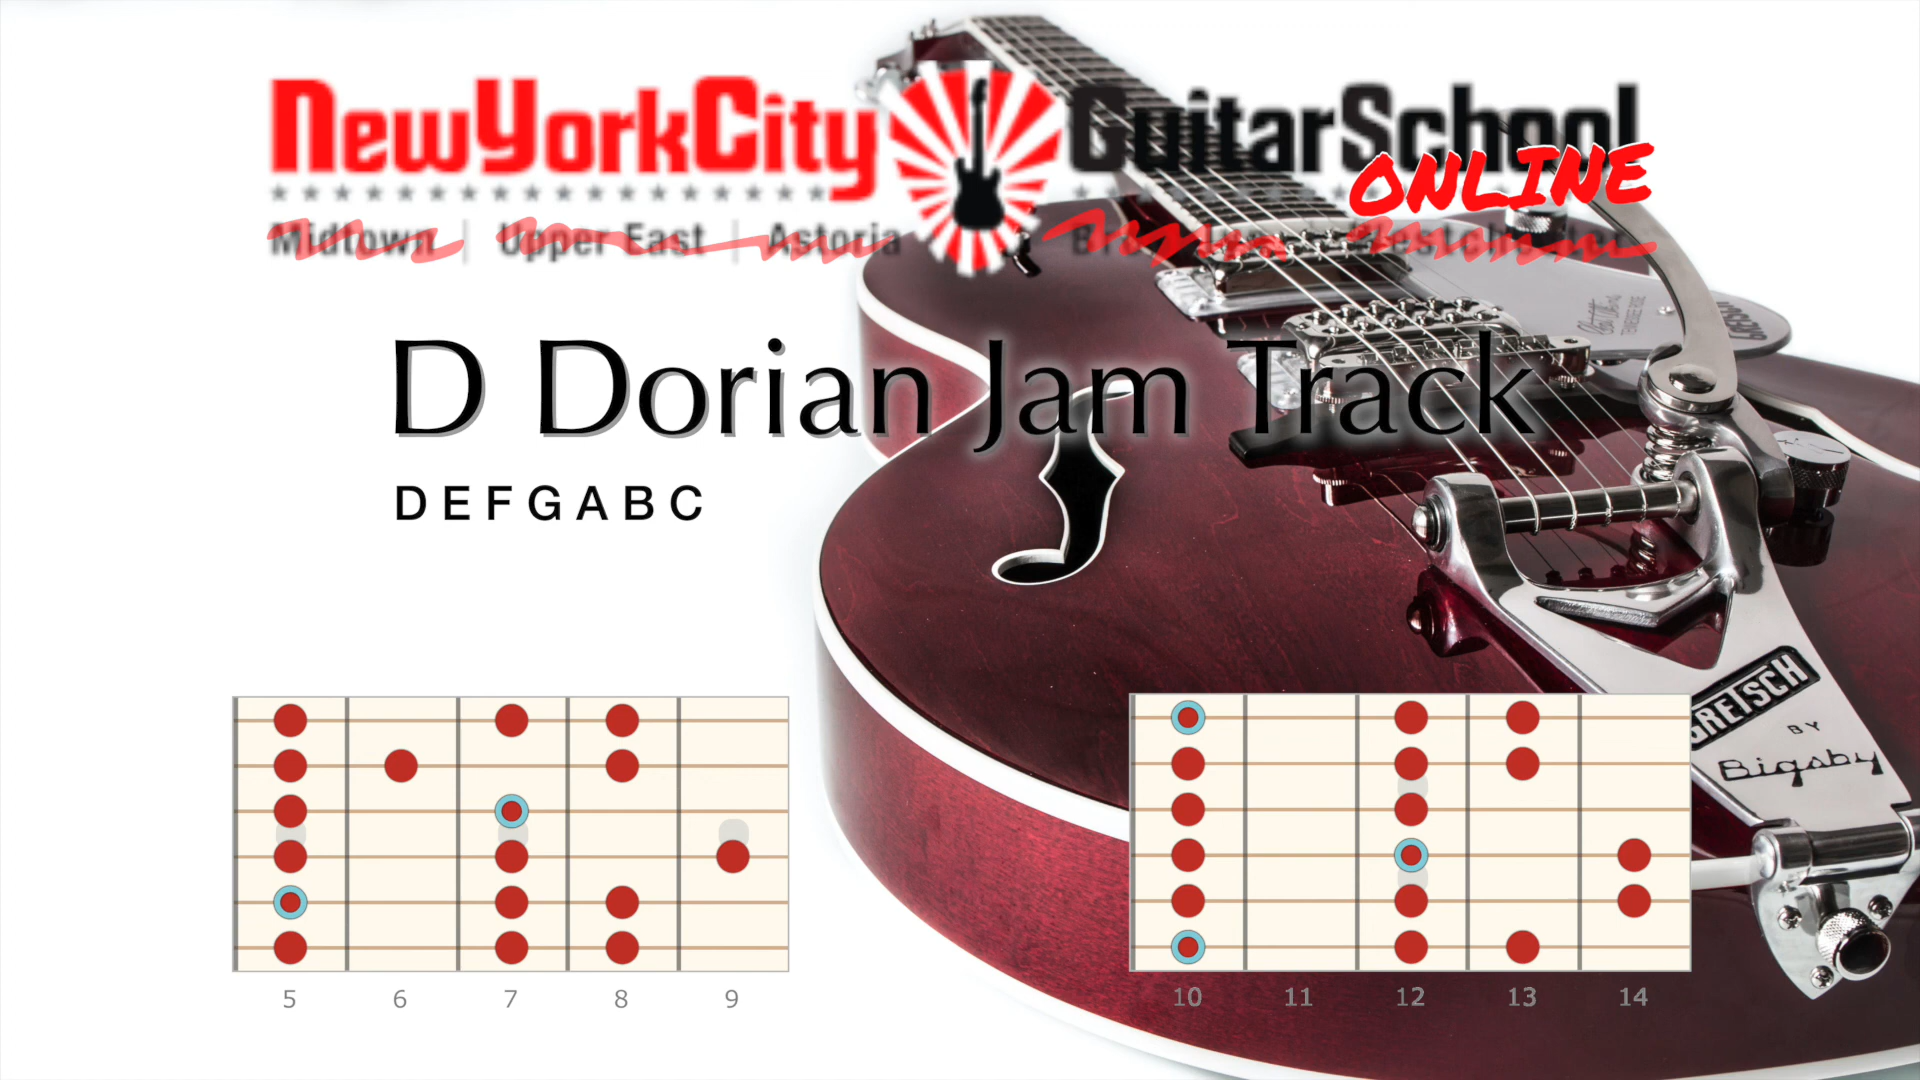 NewYorkCity GuitarSchool
ONLINE
Midtown | Upper East | Astoria
D Dorian Jam Track
D E F G A B C
GRETSCH
BY
Bigsby
5 6 7 8 9
10 11 12 13 14